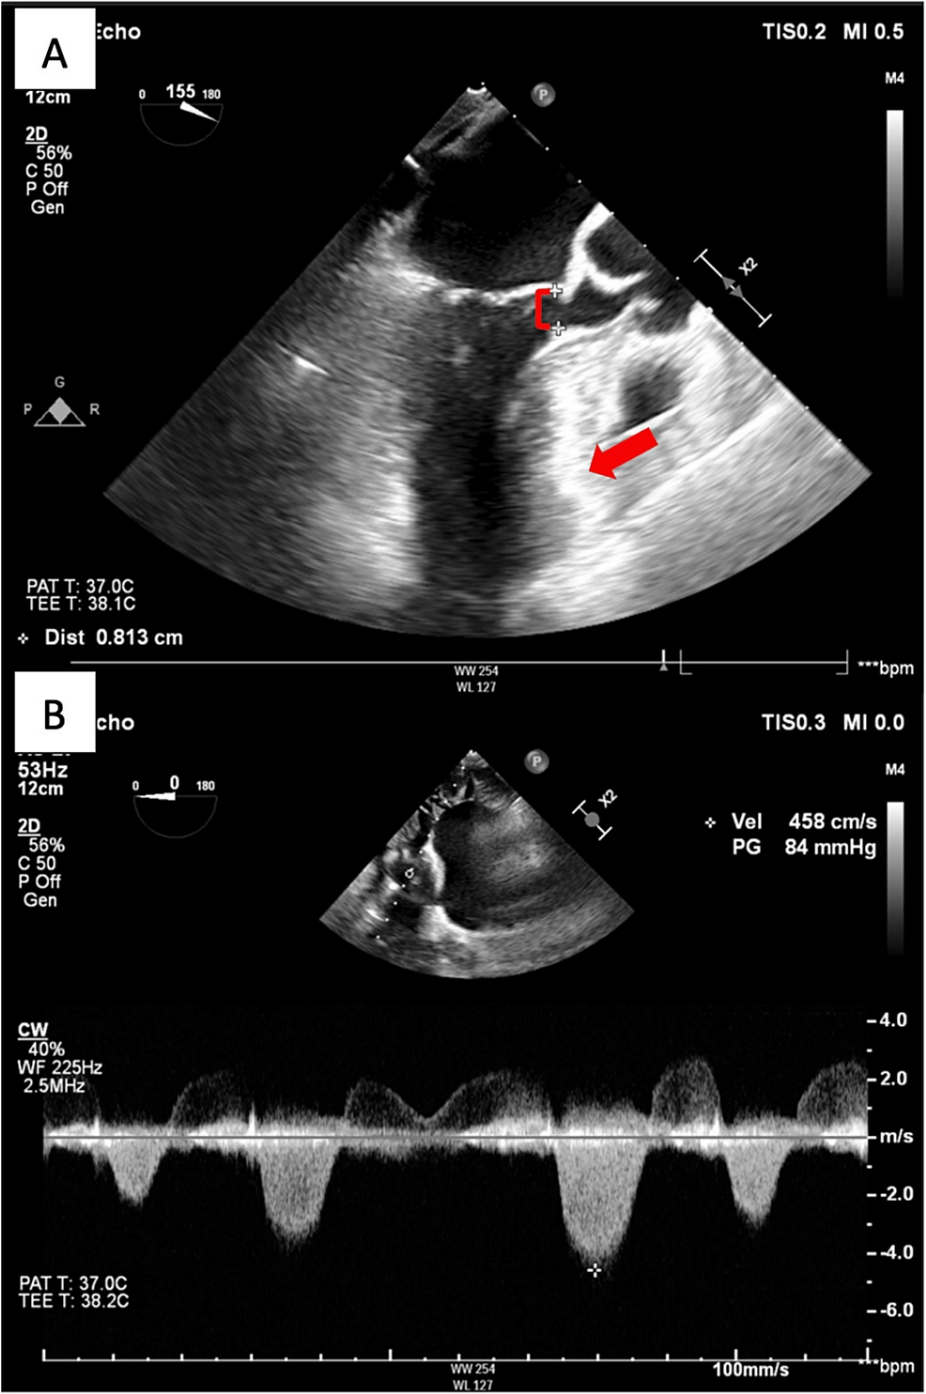 A
Echo
TIS0.2 MI 0.5
12cm
0 155 180
P
M4
2D
56%
C 50
P Off
Gen
X2
G
P R
PAT T: 37.0C
TEE T: 38.1C
Dist 0.813 cm
***bpm
WW 254
WL 127
B
cho
TIS0.3 MI 0.0
53Hz
12cm
0 0 180
P
M4
X2
Vel 458 cm/s
PG 84 mmHg
2D
56%
C 50
P Off
Gen
CW
40%
WF 225Hz
2.5MHz
4.0
2.0
m/s
-2.0
-4.0
-6.0
PAT T: 37.0C
TEE T: 38.2C
***bpm
100mm/s
WW 254
WL 127